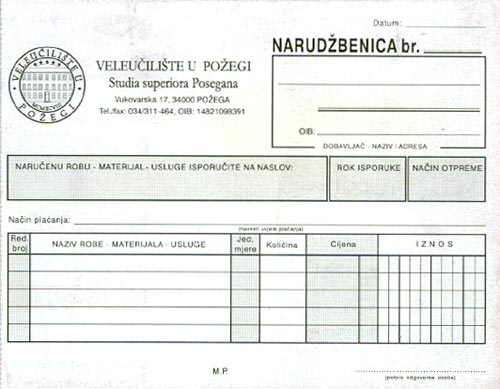 Datum:
NARUDŽBENICA br.
VELEUČILIŠTE U POŽEGI
MCMXCVIII
VELEUČILIŠTE U POŽEGI
Studia superiora Posegana
Vukovarska 17, 34000 POŽEGA
Tel./fax: 034/311-464, OIB: 14821098391
OIB:
DOBAVLJAČ - NAZIV I ADRESA
NARUČENU ROBU - MATERIJAL - USLUGE ISPORUČITE NA NASLOV:
ROK ISPORUKE
NAČIN OTPREME
Način plaćanja:
(navesti uvjete plaćanja)
Red. broj
NAZIV ROBE - MATERIJALA - USLUGE
Jed. mjere
Količina
Cijena
IZNOS
M.P.
(potpis odgovorne osobe)